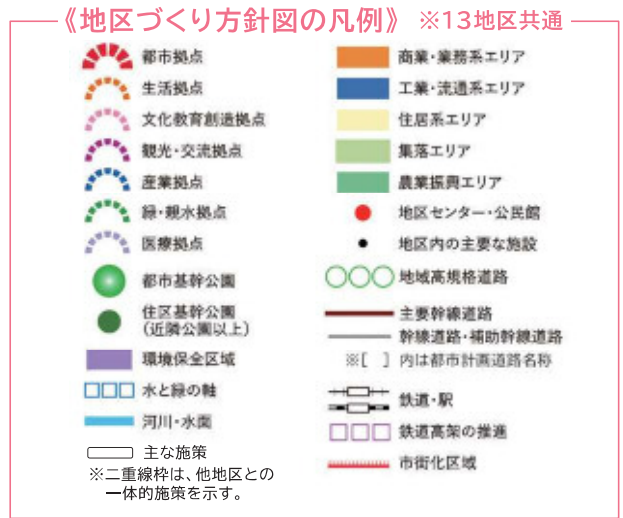 《地区づくり方針図の凡例》 ※13地区共通
都市拠点
生活拠点
文化教育創造拠点
観光・交流拠点
産業拠点
緑・親水拠点
医療拠点
都市基幹公園
住区基幹公園
(近隣公園以上)
環境保全区域
水と緑の軸
河川・水面
主な施策
※二重線枠は、他地区との
一体的施策を示す。
商業・業務系エリア
工業・流通系エリア
住居系エリア
集落エリア
農業振興エリア
地区センター・公民館
地区内の主要な施設
地域高規格道路
主要幹線道路
幹線道路・補助幹線道路
※[ ]内は都市計画道路名称
鉄道・駅
鉄道高架の推進
市街化区域